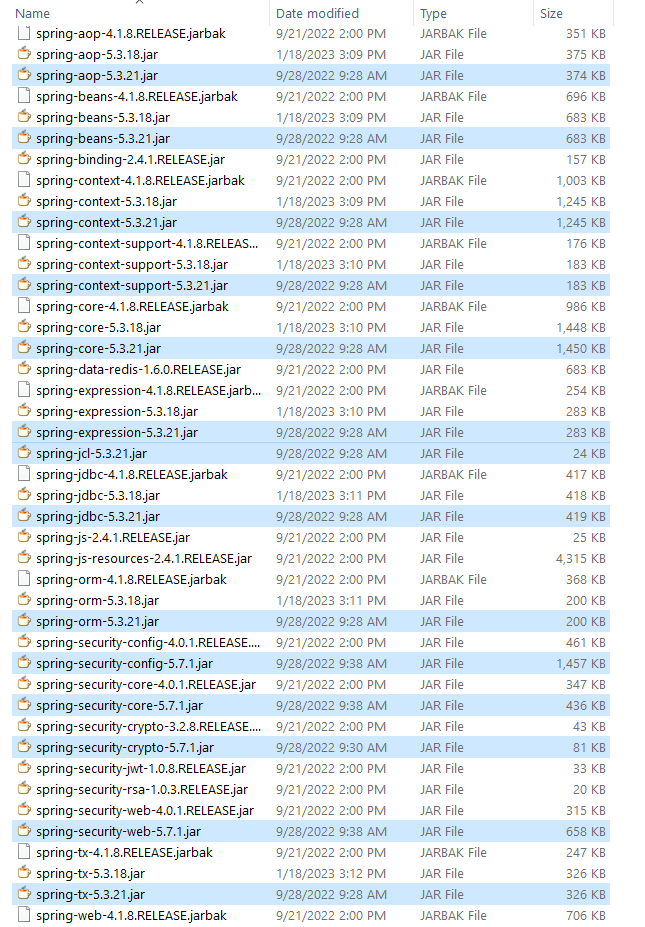 Name Date modified Type Size
spring-aop-4.1.8.RELEASE.jarbak 9/21/2022 2:00 PM JARBAK File 351 KB
spring-aop-5.3.18.jar 1/18/2023 3:09 PM JAR File 375 KB
spring-aop-5.3.21.jar 9/28/2022 9:28 AM JAR File 374 KB
spring-beans-4.1.8.RELEASE.jarbak 9/21/2022 2:00 PM JARBAK File 696 KB
spring-beans-5.3.18.jar 1/18/2023 3:09 PM JAR File 683 KB
spring-beans-5.3.21.jar 9/28/2022 9:28 AM JAR File 683 KB
spring-binding-2.4.1.RELEASE.jar 9/21/2022 2:00 PM JAR File 157 KB
spring-context-4.1.8.RELEASE.jarbak 9/21/2022 2:00 PM JARBAK File 1,003 KB
spring-context-5.3.18.jar 1/18/2023 3:09 PM JAR File 1,245 KB
spring-context-5.3.21.jar 9/28/2022 9:28 AM JAR File 1,245 KB
spring-context-support-4.1.8.RELEAS... 9/21/2022 2:00 PM JARBAK File 176 KB
spring-context-support-5.3.18.jar 1/18/2023 3:10 PM JAR File 183 KB
spring-context-support-5.3.21.jar 9/28/2022 9:28 AM JAR File 183 KB
spring-core-4.1.8.RELEASE.jarbak 9/21/2022 2:00 PM JARBAK File 986 KB
spring-core-5.3.18.jar 1/18/2023 3:10 PM JAR File 1,448 KB
spring-core-5.3.21.jar 9/28/2022 9:28 AM JAR File 1,450 KB
spring-data-redis-1.6.0.RELEASE.jar 9/21/2022 2:00 PM JAR File 683 KB
spring-expression-4.1.8.RELEASE.jarb... 9/21/2022 2:00 PM JARBAK File 254 KB
spring-expression-5.3.18.jar 1/18/2023 3:10 PM JAR File 283 KB
spring-expression-5.3.21.jar 9/28/2022 9:28 AM JAR File 283 KB
spring-jcl-5.3.21.jar 9/28/2022 9:28 AM JAR File 24 KB
spring-jdbc-4.1.8.RELEASE.jarbak 9/21/2022 2:00 PM JARBAK File 417 KB
spring-jdbc-5.3.18.jar 1/18/2023 3:11 PM JAR File 418 KB
spring-jdbc-5.3.21.jar 9/28/2022 9:28 AM JAR File 419 KB
spring-js-2.4.1.RELEASE.jar 9/21/2022 2:00 PM JAR File 25 KB
spring-js-resources-2.4.1.RELEASE.jar 9/21/2022 2:00 PM JAR File 4,315 KB
spring-orm-4.1.8.RELEASE.jarbak 9/21/2022 2:00 PM JARBAK File 368 KB
spring-orm-5.3.18.jar 1/18/2023 3:11 PM JAR File 200 KB
spring-orm-5.3.21.jar 9/28/2022 9:28 AM JAR File 200 KB
spring-security-config-4.0.1.RELEASE.... 9/21/2022 2:00 PM JAR File 461 KB
spring-security-config-5.7.1.jar 9/28/2022 9:38 AM JAR File 1,457 KB
spring-security-core-4.0.1.RELEASE.jar 9/21/2022 2:00 PM JAR File 347 KB
spring-security-core-5.7.1.jar 9/28/2022 9:38 AM JAR File 436 KB
spring-security-crypto-3.2.8.RELEASE.... 9/21/2022 2:00 PM JAR File 43 KB
spring-security-crypto-5.7.1.jar 9/28/2022 9:30 AM JAR File 81 KB
spring-security-jwt-1.0.8.RELEASE.jar 9/21/2022 2:00 PM JAR File 33 KB
spring-security-rsa-1.0.3.RELEASE.jar 9/21/2022 2:00 PM JAR File 20 KB
spring-security-web-4.0.1.RELEASE.jar 9/21/2022 2:00 PM JAR File 315 KB
spring-security-web-5.7.1.jar 9/28/2022 9:38 AM JAR File 658 KB
spring-tx-4.1.8.RELEASE.jarbak 9/21/2022 2:00 PM JARBAK File 247 KB
spring-tx-5.3.18.jar 1/18/2023 3:12 PM JAR File 326 KB
spring-tx-5.3.21.jar 9/28/2022 9:28 AM JAR File 326 KB
spring-web-4.1.8.RELEASE.jarbak 9/21/2022 2:00 PM JARBAK File 706 KB